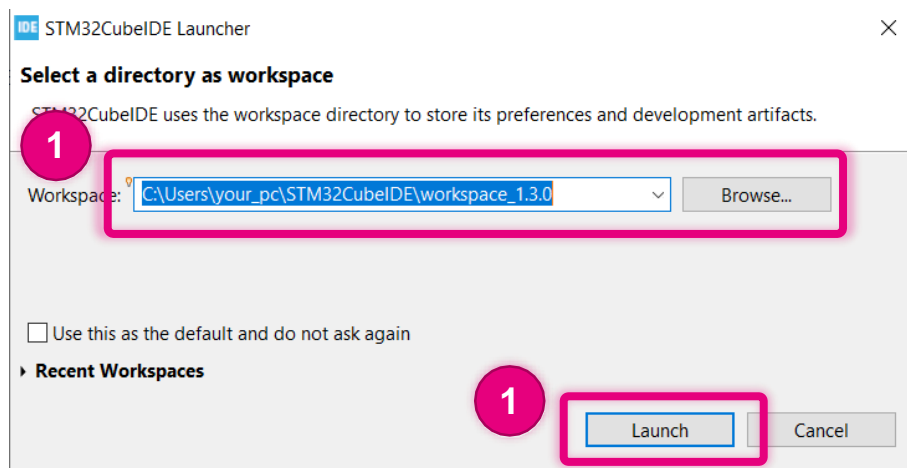 IDE STM32CubeIDE Launcher
Select a directory as workspace
STM32CubeIDE uses the workspace directory to store its preferences and development artifacts.
1
Workspace: C:\Users\your_pc\STM32CubeIDE\workspace_1.3.0 Browse...
Use this as the default and do not ask again
Recent Workspaces
1
Launch Cancel